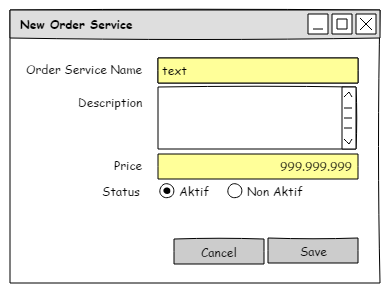 New Order Service
Order Service Name text
Description
Price 999.999.999
Status Aktif Non Aktif
Cancel Save